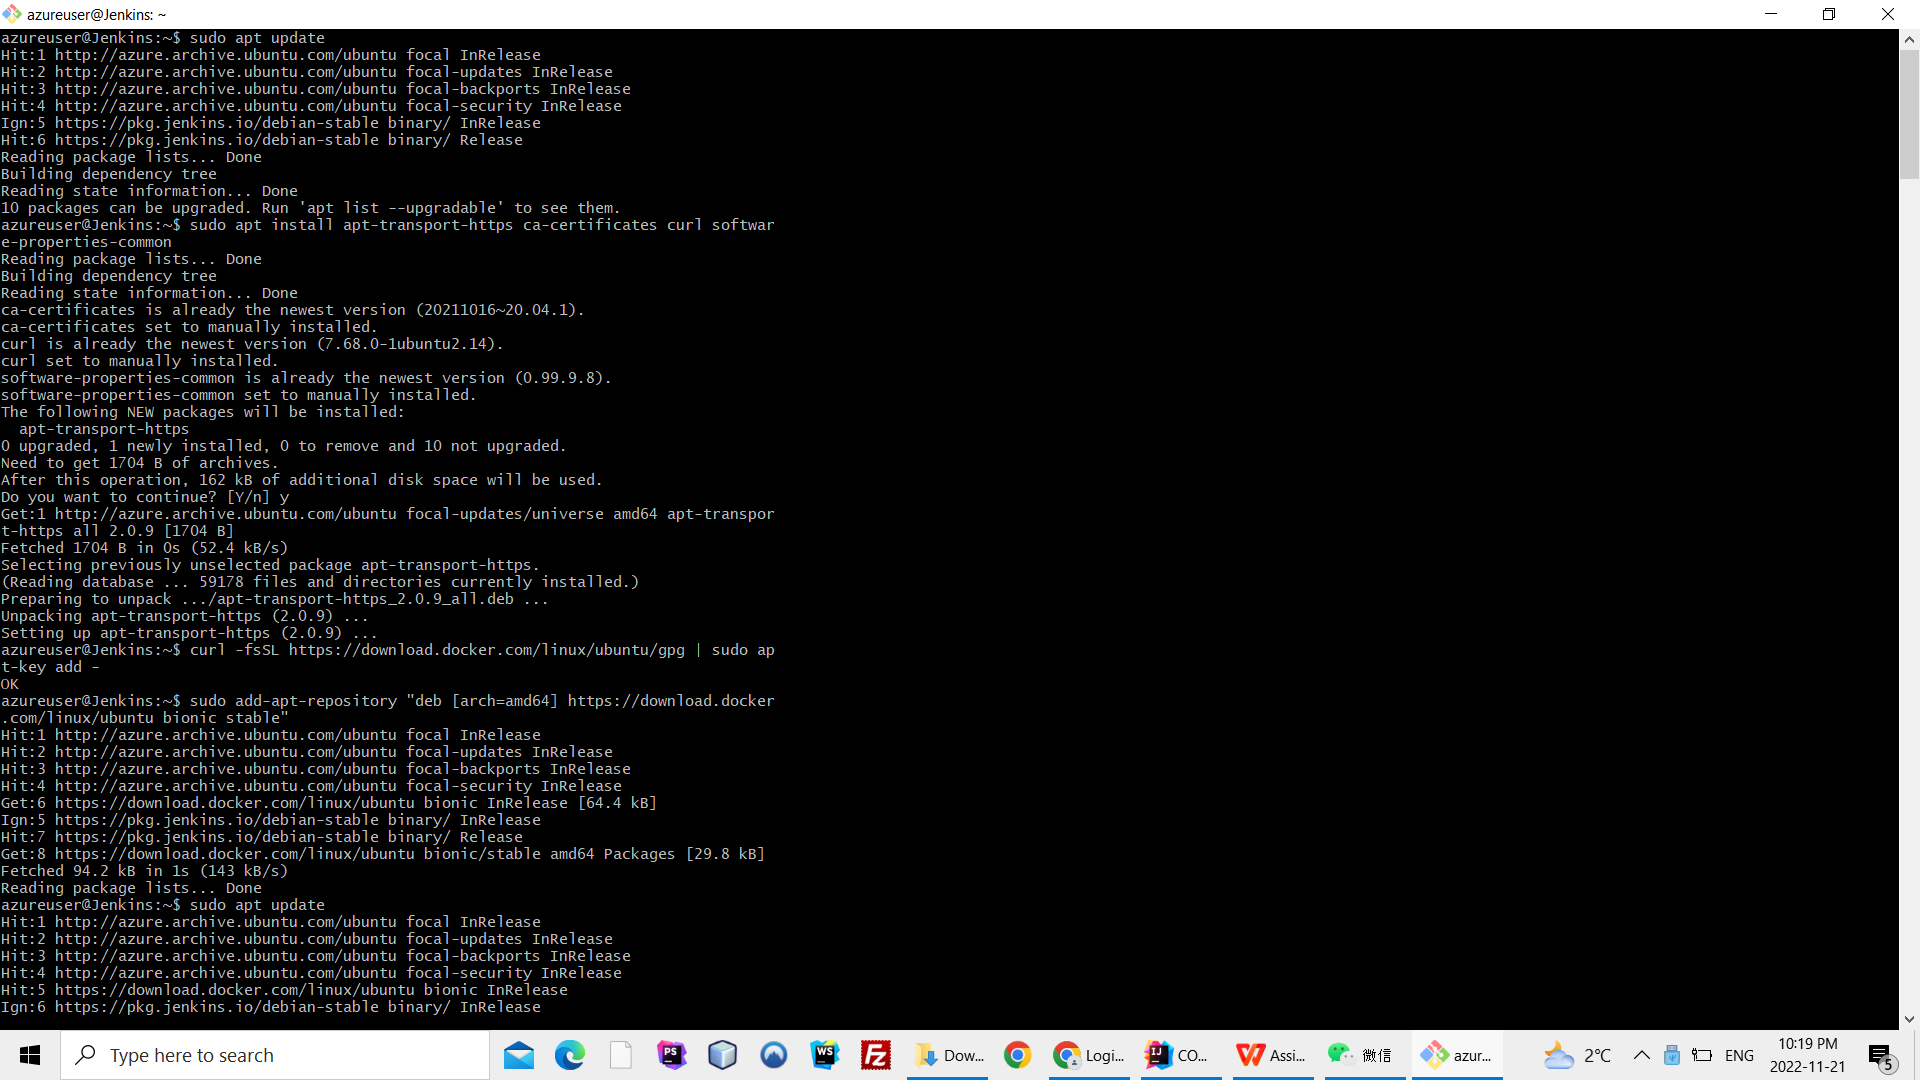 azureuser@Jenkins: ~
azureuser@Jenkins:~$ sudo apt update
Hit:1 http://azure.archive.ubuntu.com/ubuntu focal InRelease
Hit:2 http://azure.archive.ubuntu.com/ubuntu focal-updates InRelease
Hit:3 http://azure.archive.ubuntu.com/ubuntu focal-backports InRelease
Hit:4 http://azure.archive.ubuntu.com/ubuntu focal-security InRelease
Ign:5 https://pkg.jenkins.io/debian-stable binary/ InRelease
Hit:6 https://pkg.jenkins.io/debian-stable binary/ Release
Reading package lists... Done
Building dependency tree
Reading state information... Done
10 packages can be upgraded. Run 'apt list --upgradable' to see them.
azureuser@Jenkins:~$ sudo apt install apt-transport-https ca-certificates curl softwar
e-properties-common
Reading package lists... Done
Building dependency tree
Reading state information... Done
ca-certificates is already the newest version (20211016~20.04.1).
ca-certificates set to manually installed.
curl is already the newest version (7.68.0-1ubuntu2.14).
curl set to manually installed.
software-properties-common is already the newest version (0.99.9.8).
software-properties-common set to manually installed.
The following NEW packages will be installed:
  apt-transport-https
0 upgraded, 1 newly installed, 0 to remove and 10 not upgraded.
Need to get 1704 B of archives.
After this operation, 162 kB of additional disk space will be used.
Do you want to continue? [Y/n] y
Get:1 http://azure.archive.ubuntu.com/ubuntu focal-updates/universe amd64 apt-transpor
t-https all 2.0.9 [1704 B]
Fetched 1704 B in 0s (52.4 kB/s)
Selecting previously unselected package apt-transport-https.
(Reading database ... 59178 files and directories currently installed.)
Preparing to unpack .../apt-transport-https_2.0.9_all.deb ...
Unpacking apt-transport-https (2.0.9) ...
Setting up apt-transport-https (2.0.9) ...
azureuser@Jenkins:~$ curl -fsSL https://download.docker.com/linux/ubuntu/gpg | sudo ap
t-key add -
OK
azureuser@Jenkins:~$ sudo add-apt-repository "deb [arch=amd64] https://download.docker
.com/linux/ubuntu bionic stable"
Hit:1 http://azure.archive.ubuntu.com/ubuntu focal InRelease
Hit:2 http://azure.archive.ubuntu.com/ubuntu focal-updates InRelease
Hit:3 http://azure.archive.ubuntu.com/ubuntu focal-backports InRelease
Hit:4 http://azure.archive.ubuntu.com/ubuntu focal-security InRelease
Get:6 https://download.docker.com/linux/ubuntu bionic InRelease [64.4 kB]
Ign:5 https://pkg.jenkins.io/debian-stable binary/ InRelease
Hit:7 https://pkg.jenkins.io/debian-stable binary/ Release
Get:8 https://download.docker.com/linux/ubuntu bionic/stable amd64 Packages [29.8 kB]
Fetched 94.2 kB in 1s (143 kB/s)
Reading package lists... Done
azureuser@Jenkins:~$ sudo apt update
Hit:1 http://azure.archive.ubuntu.com/ubuntu focal InRelease
Hit:2 http://azure.archive.ubuntu.com/ubuntu focal-updates InRelease
Hit:3 http://azure.archive.ubuntu.com/ubuntu focal-backports InRelease
Hit:4 http://azure.archive.ubuntu.com/ubuntu focal-security InRelease
Hit:5 https://download.docker.com/linux/ubuntu bionic InRelease
Ign:6 https://pkg.jenkins.io/debian-stable binary/ InRelease
Type here to search PS WS FZ Dow... Logi... IJ CO... Assi... 微信 azur... 2°C ENG 10:19 PM 5
2022-11-21